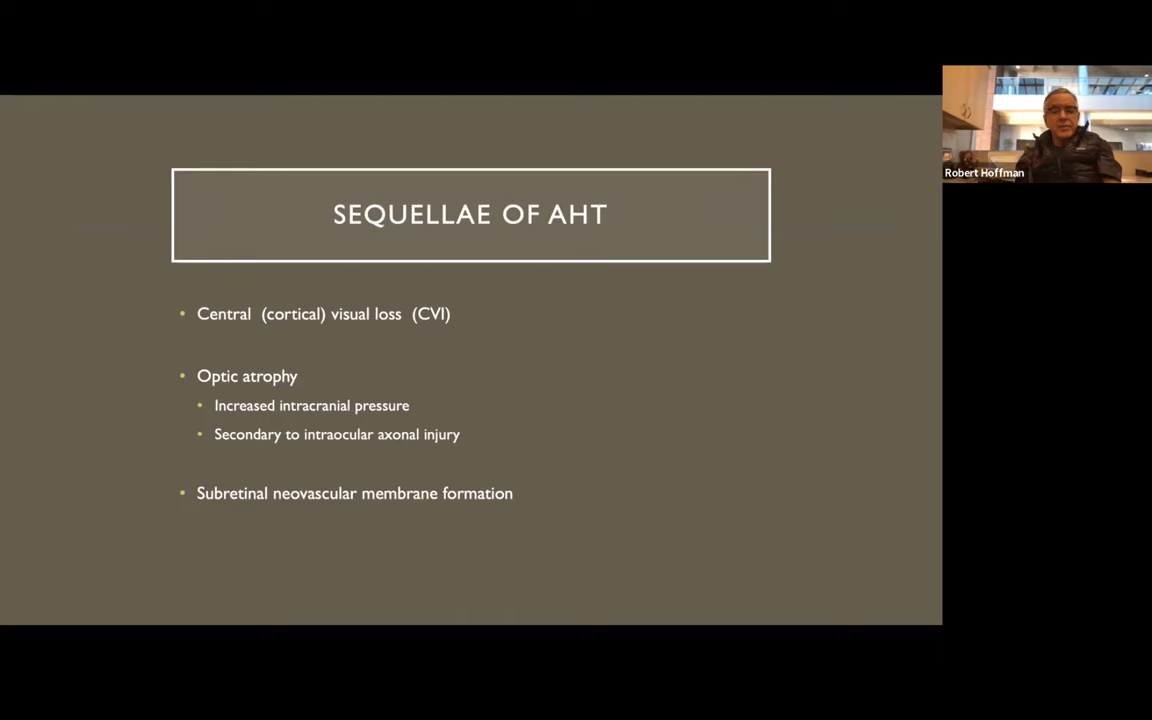 SEQUELLAE OF AHT
Robert Hoffman
• Central (cortical) visual loss (CVI)
• Optic atrophy
• Increased intracranial pressure
• Secondary to intraocular axonal injury
• Subretinal neovascular membrane formation